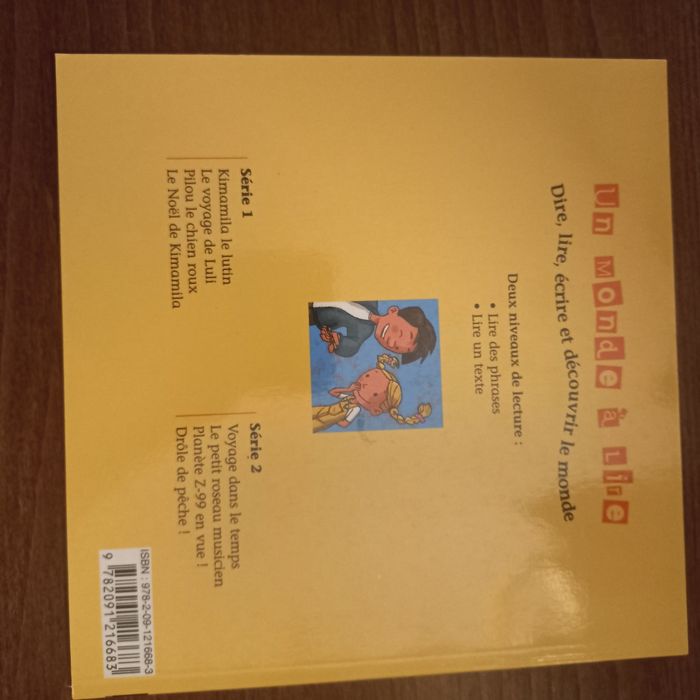 Un monde à lire
Dire, lire, écrire et découvrir le monde
Deux niveaux de lecture :
• Lire des phrases
• Lire un texte
Série 1
Kimamila le lutin
Le voyage de Luli
Pilou le chien roux
Le Noël de Kimamila
Série 2
Voyage dans le temps
Le petit roseau musicien
Planète Z-99 en vue !
Drôle de pêche !
ISBN : 978-2-09-121668-3
9 782091 216683